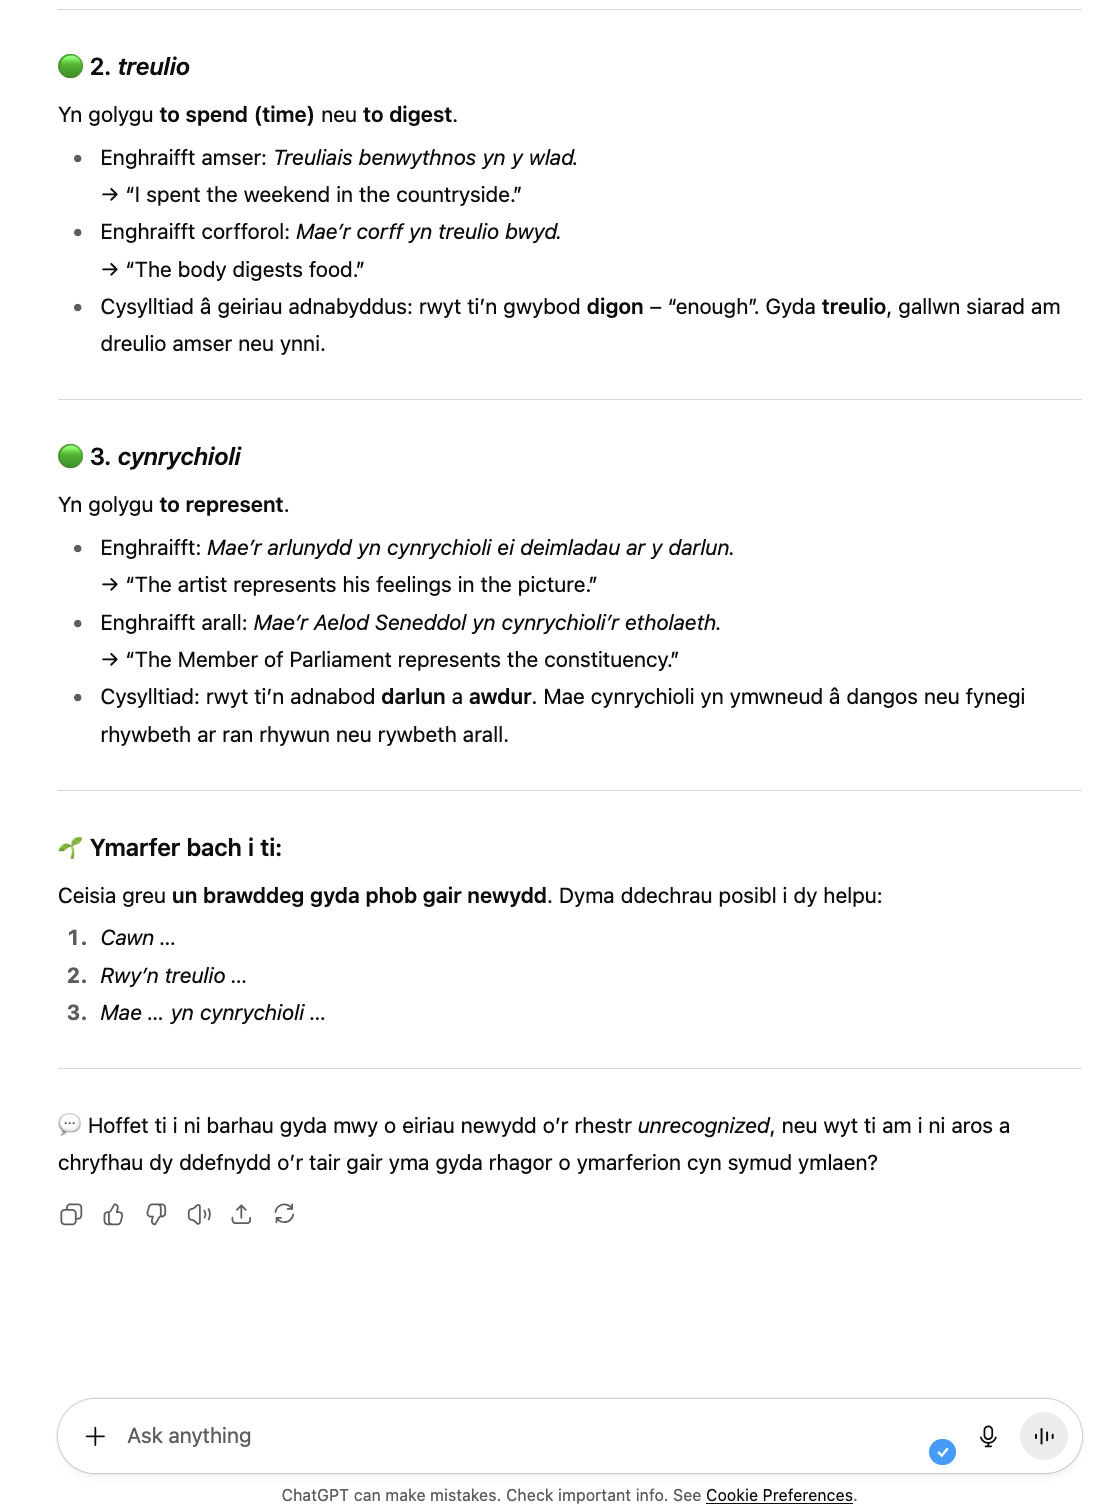 2. treulio
Yn golygu to spend (time) neu to digest.
• Enghraifft amser: Treuliais benwythnos yn y wlad.
→ “I spent the weekend in the countryside.”
• Enghraifft corfforol: Mae’r corff yn treulio bwyd.
→ “The body digests food.”
• Cysylltiad â geiriau adnabyddus: rwyt ti’n gwybod digon – “enough”. Gyda treulio, gallwn siarad am
dreulio amser neu ynni.
3. cynrychioli
Yn golygu to represent.
• Enghraifft: Mae’r arlunydd yn cynrychioli ei deimladau ar y darlun.
→ “The artist represents his feelings in the picture.”
• Enghraifft arall: Mae’r Aelod Seneddol yn cynrychioli’r etholaeth.
→ “The Member of Parliament represents the constituency.”
• Cysylltiad: rwyt ti’n adnabod darlun a awdur. Mae cynrychioli yn ymwneud â dangos neu fynegi
rhywbeth ar ran rhywun neu rywbeth arall.
Ymarfer bach i ti:
Ceisia greu un brawddeg gyda phob gair newydd. Dyma ddechrau posibl i dy helpu:
1. Cawn ...
2. Rwy’n treulio ...
3. Mae ... yn cynrychioli ...
Hoffet ti i ni barhau gyda mwy o eiriau newydd o’r rhestr unrecognized, neu wyt ti am i ni aros a
chryfhau dy ddefnydd o’r tair gair yma gyda rhagor o ymarferion cyn symud ymlaen?
Ask anything
ChatGPT can make mistakes. Check important info. See Cookie Preferences.